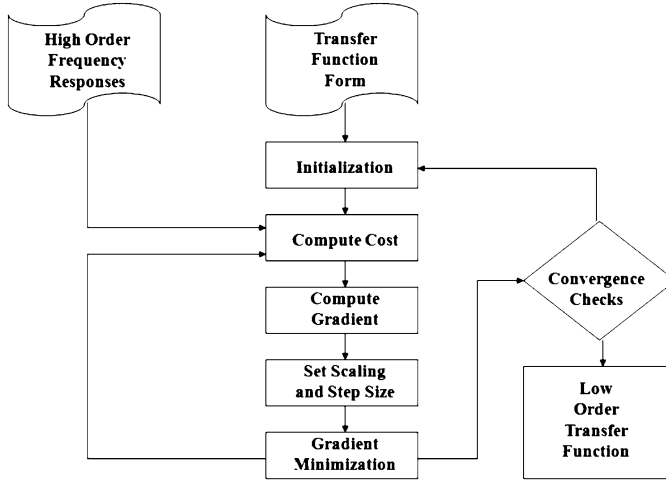 High Order
Frequency
Responses
Transfer
Function
Form
Initialization
Compute Cost
Compute
Gradient
Set Scaling
and Step Size
Gradient
Minimization
Convergence
Checks
Low
Order
Transfer
Function